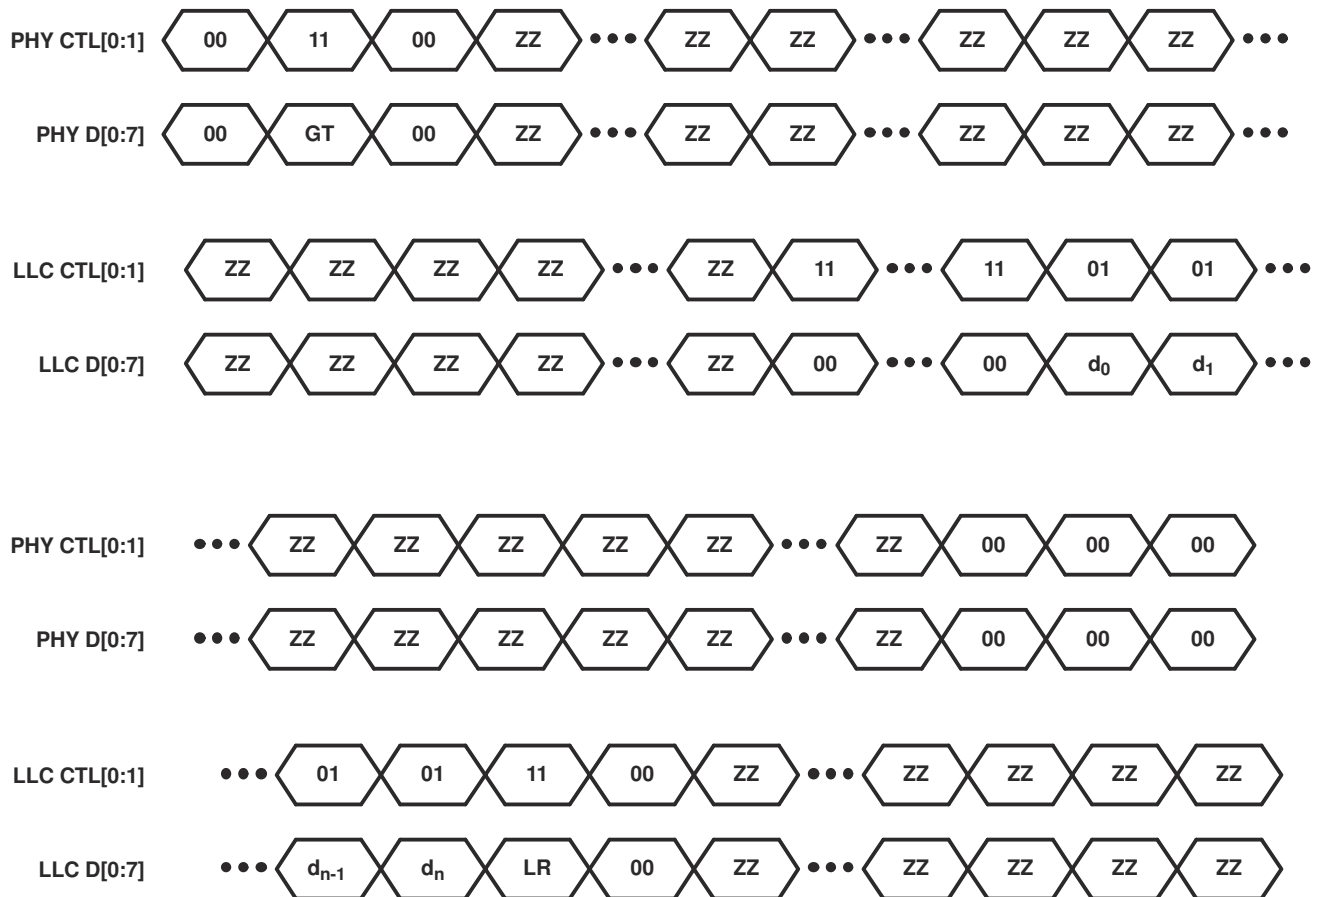 PHY CTL[0:1] 00 11 00 ZZ ••• ZZ ZZ ••• ZZ ZZ ZZ •••
PHY D[0:7] 00 GT 00 ZZ ••• ZZ ZZ ••• ZZ ZZ ZZ •••
LLC CTL[0:1] ZZ ZZ ZZ ZZ ••• ZZ 11 ••• 11 01 01 •••
LLC D[0:7] ZZ ZZ ZZ ZZ ••• ZZ 00 ••• 00 d0 d1 •••
PHY CTL[0:1] ••• ZZ ZZ ZZ ZZ ZZ ••• ZZ 00 00 00
PHY D[0:7] ••• ZZ ZZ ZZ ZZ ZZ ••• ZZ 00 00 00
LLC CTL[0:1] ••• 01 01 11 00 ZZ ••• ZZ ZZ ZZ ZZ
LLC D[0:7] ••• dn-1 dn LR 00 ZZ ••• ZZ ZZ ZZ ZZ